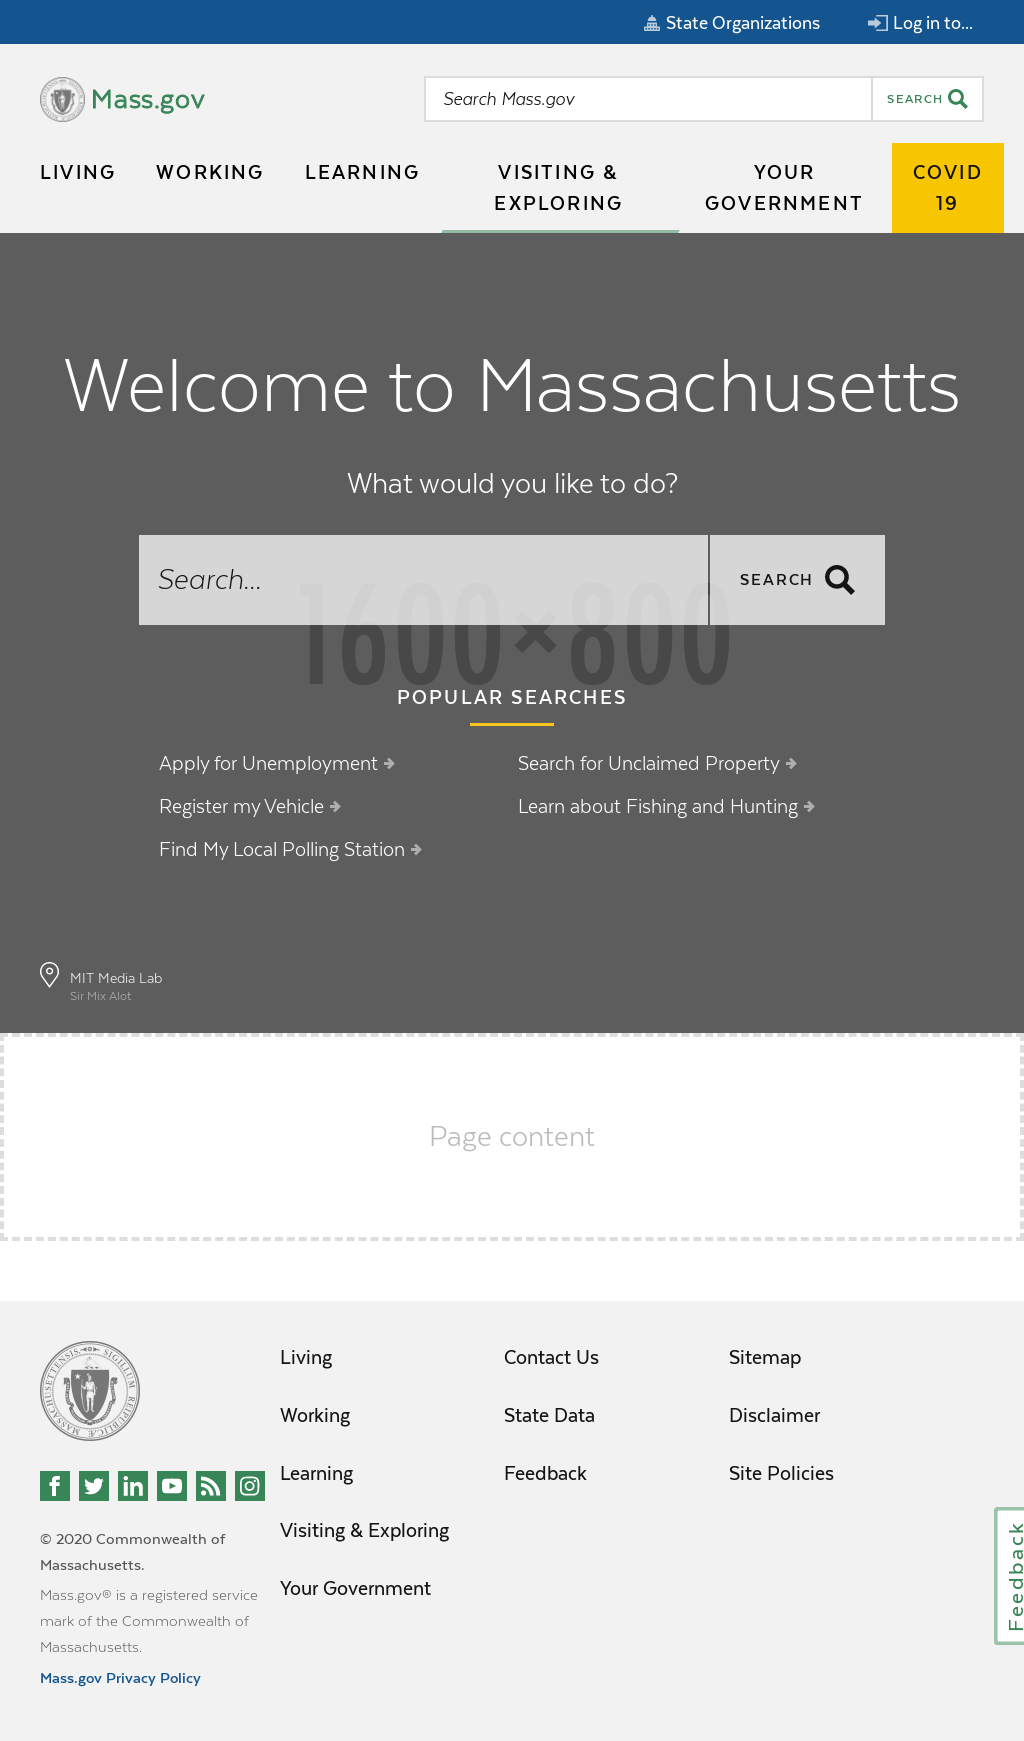 State Organizations
Log in to...
Mass.gov
Search Mass.gov
SEARCH
LIVING
WORKING
LEARNING
VISITING &
EXPLORING
YOUR
GOVERNMENT
COVID
19
Welcome to Massachusetts
What would you like to do?
Search...
SEARCH
1600×800
POPULAR SEARCHES
Apply for Unemployment
Search for Unclaimed Property
Register my Vehicle
Learn about Fishing and Hunting
Find My Local Polling Station
MIT Media Lab
Sir Mix Alot
Page content
Living
Working
Learning
Visiting & Exploring
Your Government
Contact Us
State Data
Feedback
Sitemap
Disclaimer
Site Policies
© 2020 Commonwealth of
Massachusetts.
Mass.gov® is a registered service
mark of the Commonwealth of
Massachusetts.
Mass.gov Privacy Policy
Feedback